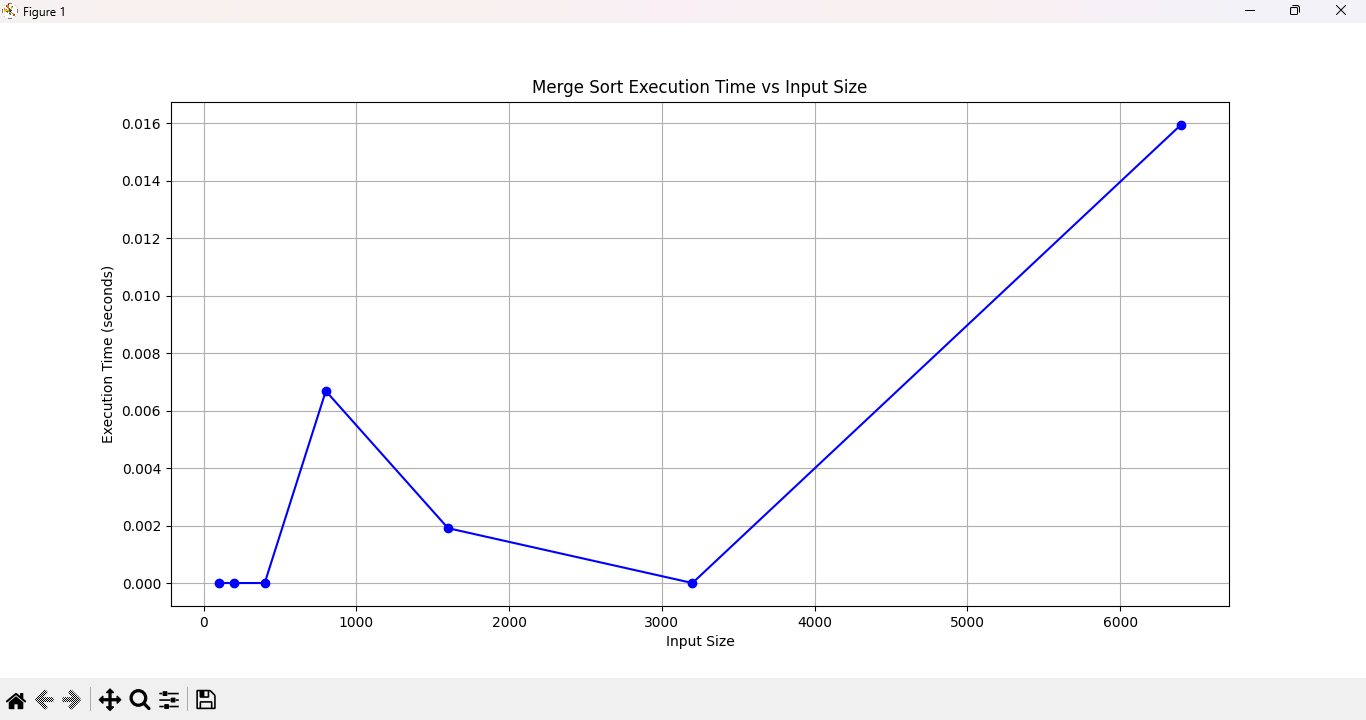 Figure 1
Merge Sort Execution Time vs Input Size
0.016
0.014
0.012
0.010
0.008
0.006
0.004
0.002
0.000
Execution Time (seconds)
0 1000 2000 3000 4000 5000 6000
Input Size